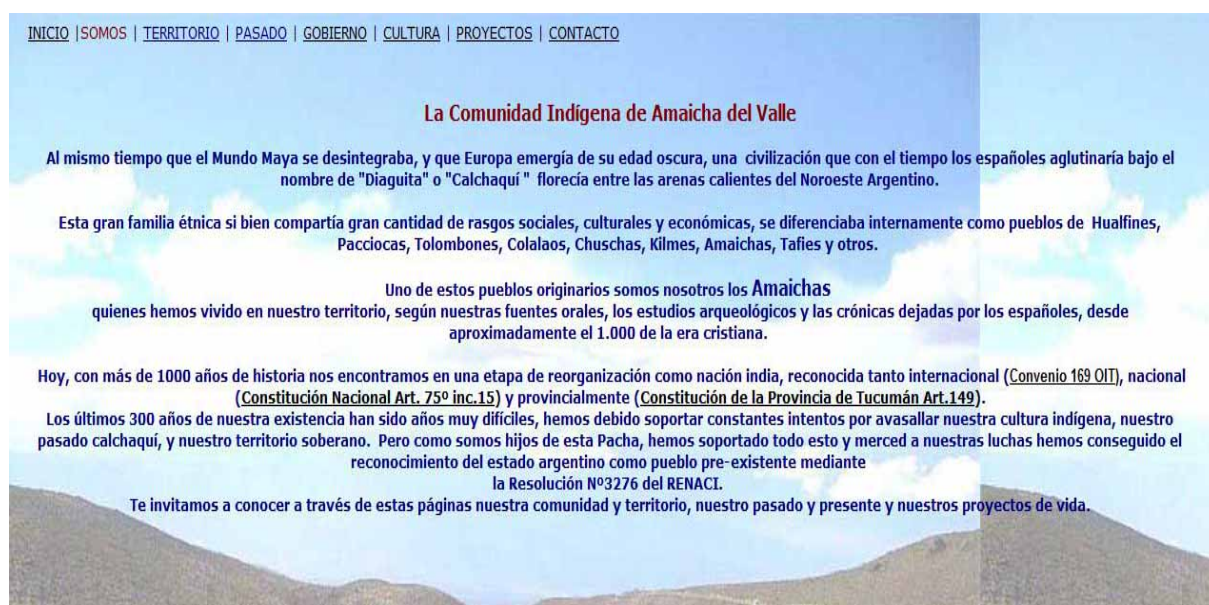 INICIO |SOMOS | TERRITORIO | PASADO | GOBIERNO | CULTURA | PROYECTOS | CONTACTO
La Comunidad Indígena de Amaicha del Valle
Al mismo tiempo que el Mundo Maya se desintegraba, y que Europa emergía de su edad oscura, una civilización que con el tiempo los españoles aglutinaría bajo el
nombre de "Diaguita" o "Calchaquí " florecía entre las arenas calientes del Noroeste Argentino.
Esta gran familia étnica si bien compartía gran cantidad de rasgos sociales, culturales y económicas, se diferenciaba internamente como pueblos de Hualfines,
Pacciocas, Tolombones, Colalaos, Chuschas, Kilmes, Amaichas, Tafies y otros.
Uno de estos pueblos originarios somos nosotros los Amaichas
quienes hemos vivido en nuestro territorio, según nuestras fuentes orales, los estudios arqueológicos y las crónicas dejadas por los españoles, desde
aproximadamente el 1.000 de la era cristiana.
Hoy, con más de 1000 años de historia nos encontramos en una etapa de reorganización como nación india, reconocida tanto internacional (Convenio 169 OIT), nacional
(Constitución Nacional Art. 75º inc.15) y provincialmente (Constitución de la Provincia de Tucumán Art.149).
Los últimos 300 años de nuestra existencia han sido años muy difíciles, hemos debido soportar constantes intentos por avasallar nuestra cultura indígena, nuestro
pasado calchaquí, y nuestro territorio soberano. Pero como somos hijos de esta Pacha, hemos soportado todo esto y merced a nuestras luchas hemos conseguido el
reconocimiento del estado argentino como pueblo pre-existente mediante
la Resolución Nº3276 del RENACI.
Te invitamos a conocer a través de estas páginas nuestra comunidad y territorio, nuestro pasado y presente y nuestros proyectos de vida.